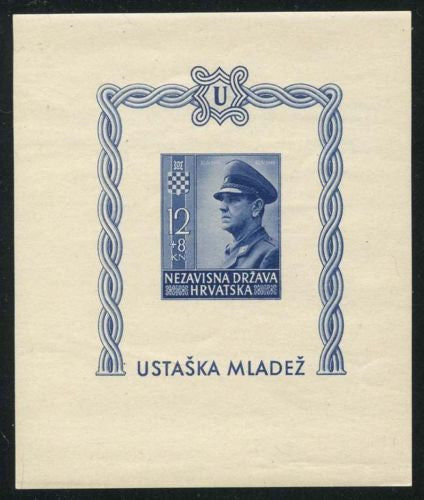 U
12
+8
KN
NEZAVISNA DRŽAVA
HRVATSKA
USTAŠKA MLADEŽ